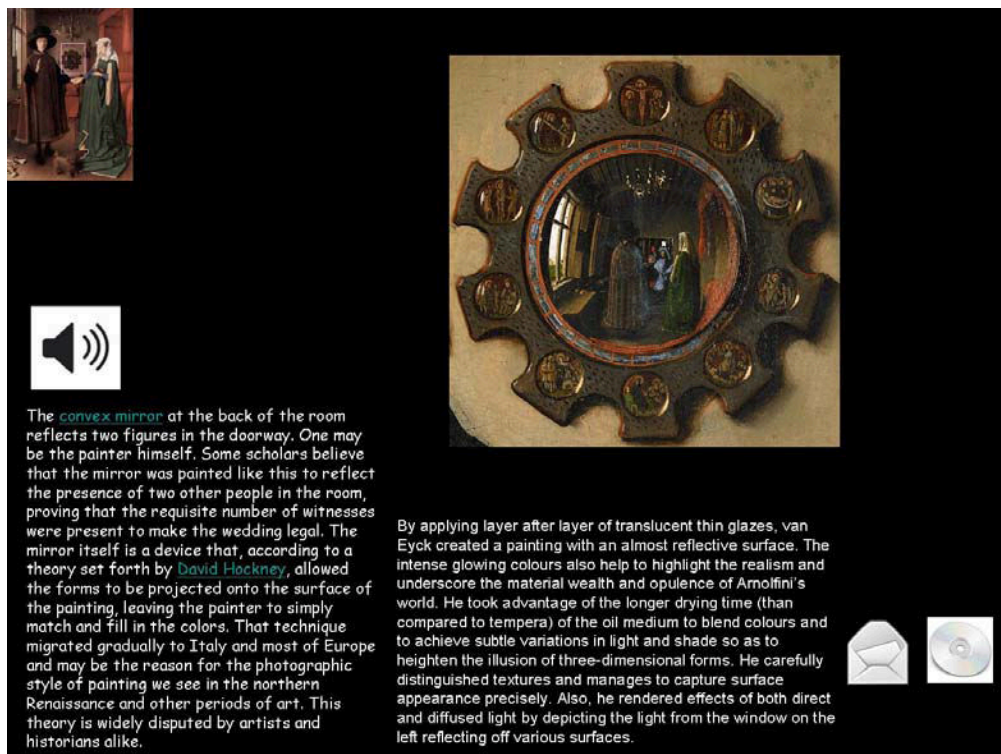 The convex mirror at the back of the room
reflects two figures in the doorway. One may
be the painter himself. Some scholars believe
that the mirror was painted like this to reflect
the presence of two other people in the room,
proving that the requisite number of witnesses
were present to make the wedding legal. The
mirror itself is a device that, according to a
theory set forth by David Hockney, allowed
the forms to be projected onto the surface of
the painting, leaving the painter to simply
match and fill in the colors. That technique
migrated gradually to Italy and most of Europe
and may be the reason for the photographic
style of painting we see in the northern
Renaissance and other periods of art. This
theory is widely disputed by artists and
historians alike.
By applying layer after layer of translucent thin glazes, van
Eyck created a painting with an almost reflective surface. The
intense glowing colours also help to highlight the realism and
underscore the material wealth and opulence of Arnolfini's
world. He took advantage of the longer drying time (than
compared to tempera) of the oil medium to blend colours and
to achieve subtle variations in light and shade so as to
heighten the illusion of three-dimensional forms. He carefully
distinguished textures and manages to capture surface
appearance precisely. Also, he rendered effects of both direct
and diffused light by depicting the light from the window on the
left reflecting off various surfaces.